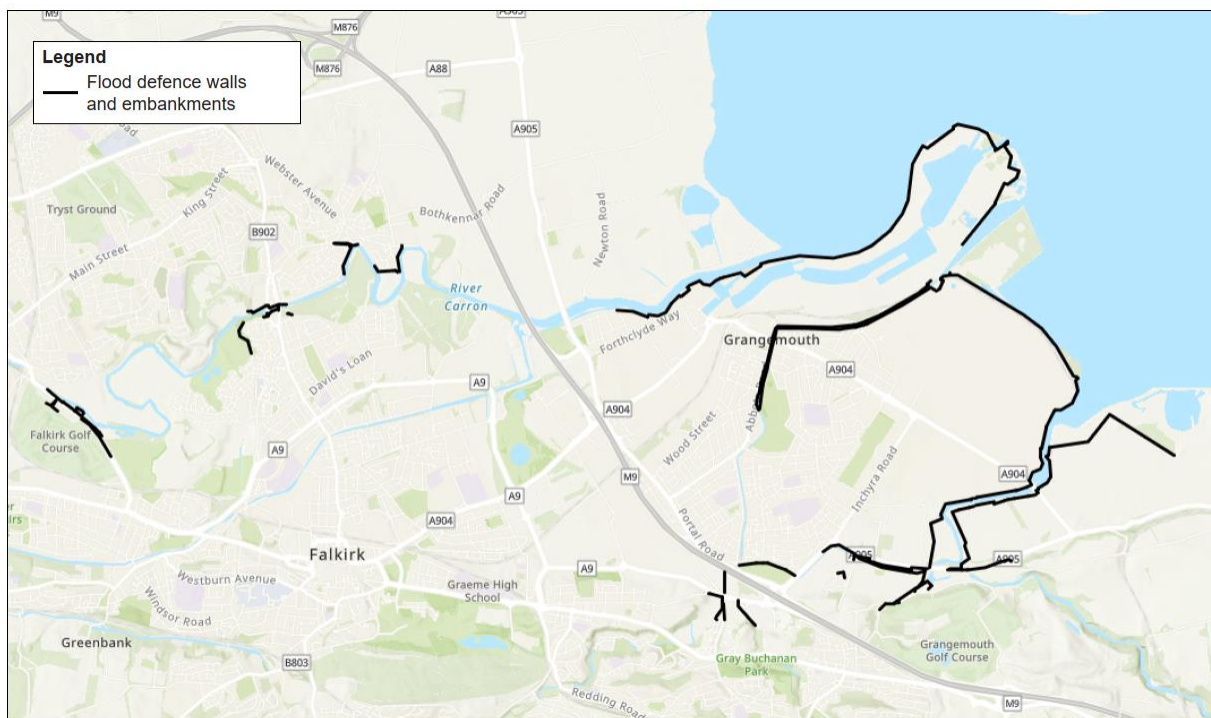 M9
A905
M876
Legend
Flood defence walls
and embankments
M876
A88
A905
oad
Webster Avenue
King Street
Tryst Ground
Bothkennar Road
Newton Road
B902
Main Street
River
Carron
Forthclyde Way
Grangemouth
David's Loan
A904
A9
A904
Falkirk Golf
Course
Wood Street
A9
Inchyra Road
M9
A904
A9
Portal Road
A904
Falkirk
A905
A905
A9
Westburn Avenue
Graeme High
School
Windsor Road
Greenbank
Grangemouth
Golf Course
B803
Gray Buchanan
Park
Redding Road
M9